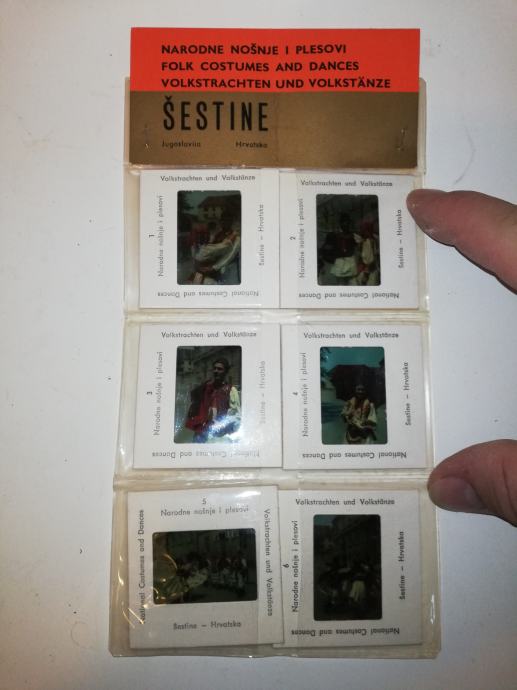 NARODNE NOŠNJE I PLESOVI
FOLK COSTUMES AND DANCES
VOLKSTRACHTEN UND VOLKSTÄNZE
ŠESTINE
Jugoslavija Hrvatska
Volkstrachten und Volkstänze
1
Narodne nošnje i plesovi
Šestine – Hrvatska
National Costumes and Dances
Volkstrachten und Volkstänze
2
Narodne nošnje i plesovi
Šestine – Hrvatska
National Costumes and Dances
Volkstrachten und Volkstänze
3
Narodne nošnje i plesovi
Šestine – Hrvatska
National Costumes and Dances
Volkstrachten und Volkstänze
4
Narodne nošnje i plesovi
Šestine – Hrvatska
National Costumes and Dances
5
Narodne nošnje i plesovi
National Costumes and Dances
Volkstrachten und Volkstänze
Šestine – Hrvatska
Volkstrachten und Volkstänze
6
Narodne nošnje i plesovi
Šestine – Hrvatska
National Costumes and Dances